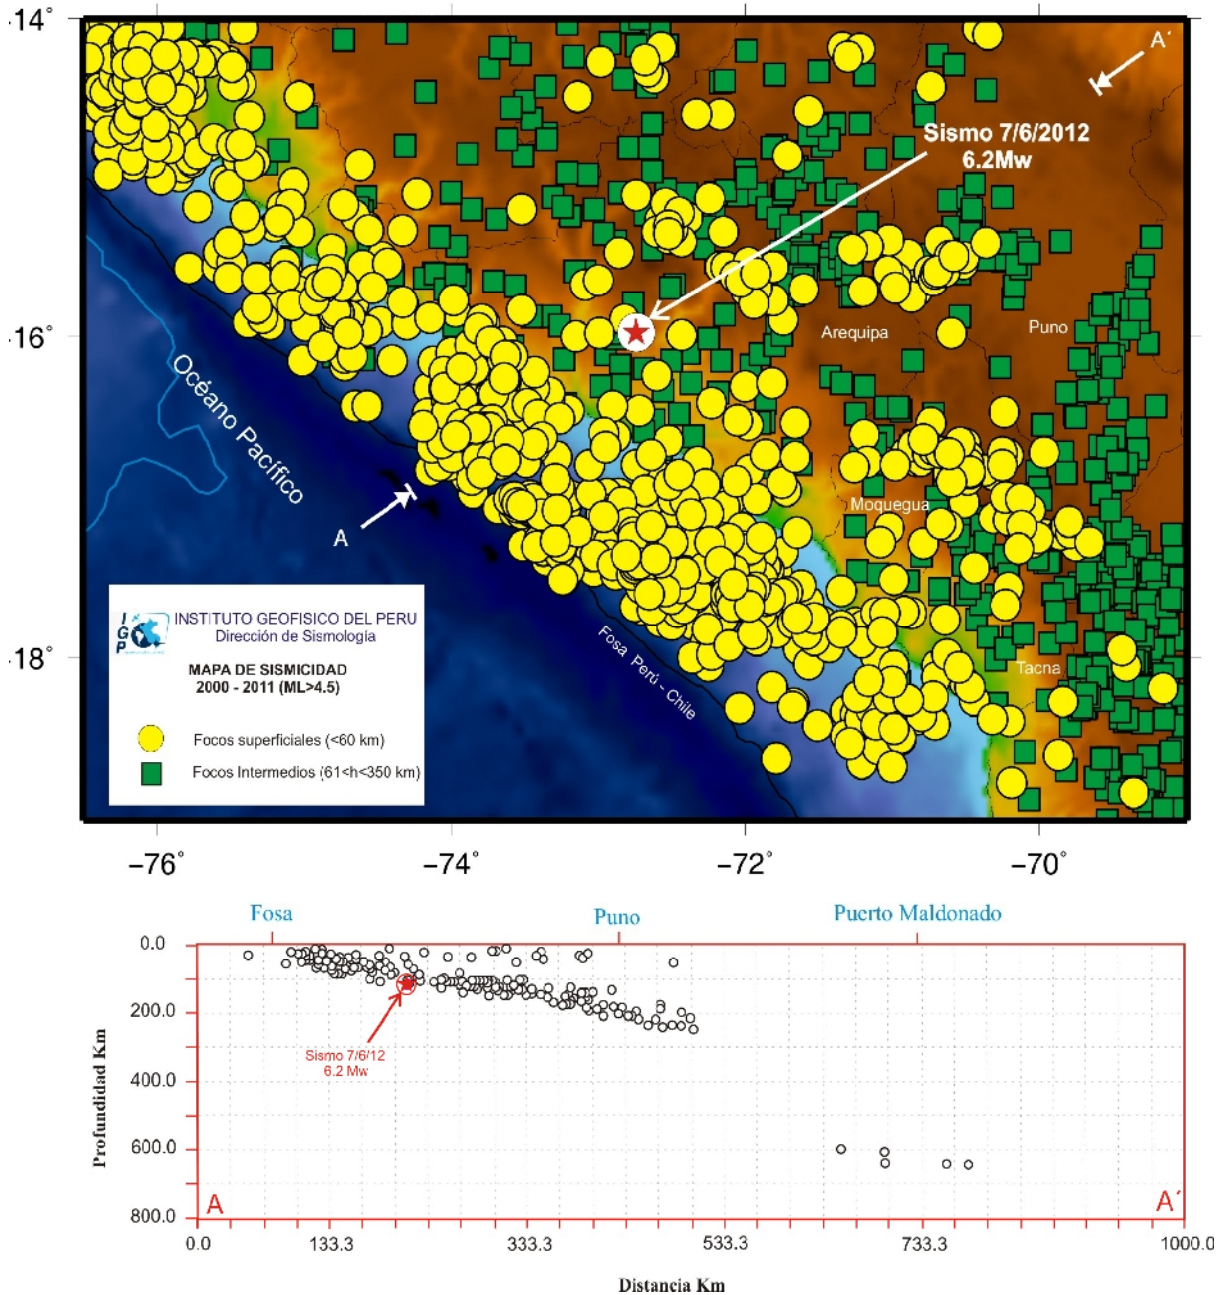 -14°
A´
Sismo 7/6/2012
6.2Mw
-16°
Arequipa
Puno
Océano Pacífico
Moquegua
A
IGP
INSTITUTO GEOFISICO DEL PERU
Dirección de Sismología
MAPA DE SISMICIDAD
2000 - 2011 (ML>4.5)
Focos superficiales (<60 km)
Focos Intermedios (61<h<350 km)
Fosa Perú - Chile
-18°
Tacna
-76°
-74°
-72°
-70°
Fosa
Puno
Puerto Maldonado
0.0
200.0
400.0
600.0
800.0
Profundidad Km
Sismo 7/6/12
6.2 Mw
A
A´
0.0
133.3
333.3
533.3
733.3
1000.0
Distancia Km